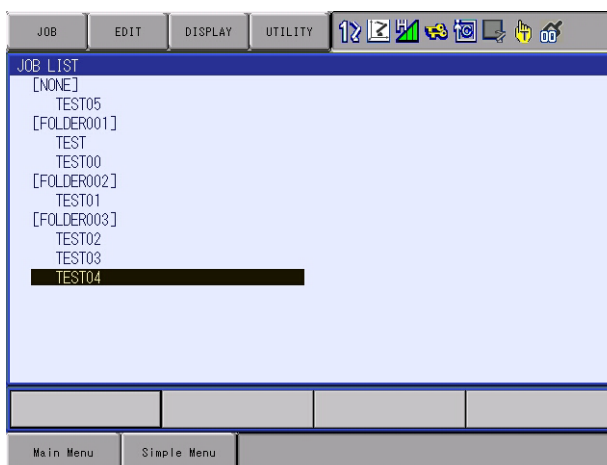 JOB EDIT DISPLAY UTILITY
JOB LIST
[NONE]
TEST05
[FOLDER001]
TEST
TEST00
[FOLDER002]
TEST01
[FOLDER003]
TEST02
TEST03
TEST04
Main Menu Simple Menu